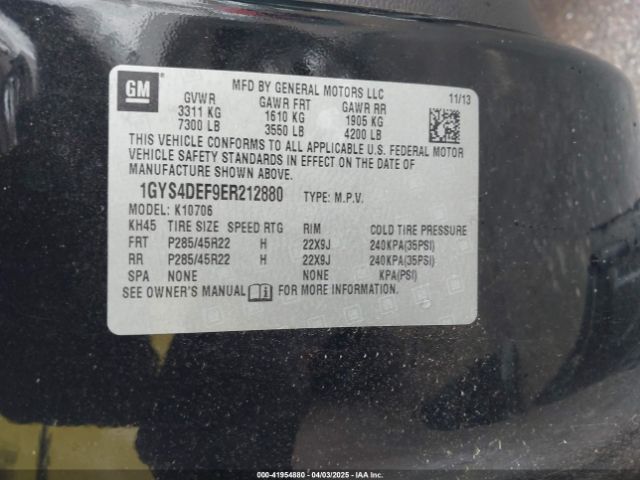 GM
MFD BY GENERAL MOTORS LLC
11/13
GVWR GAWR FRT GAWR RR
3311 KG 1610 KG 1905 KG
7300 LB 3550 LB 4200 LB
THIS VEHICLE CONFORMS TO ALL APPLICABLE U.S. FEDERAL MOTOR
VEHICLE SAFETY STANDARDS IN EFFECT ON THE DATE OF
MANUFACTURE SHOWN ABOVE.
1GYS4DEF9ER212880 TYPE: M.P.V.
MODEL: K10706
KH45 TIRE SIZE SPEED RTG RIM COLD TIRE PRESSURE
FRT P285/45R22 H 22X9J 240KPA(35PSI)
RR P285/45R22 H 22X9J 240KPA(35PSI)
SPA NONE NONE KPA(PSI)
SEE OWNER'S MANUAL FOR MORE INFORMATION.
000-41954880 - 04/03/2025 - IAAI.COM